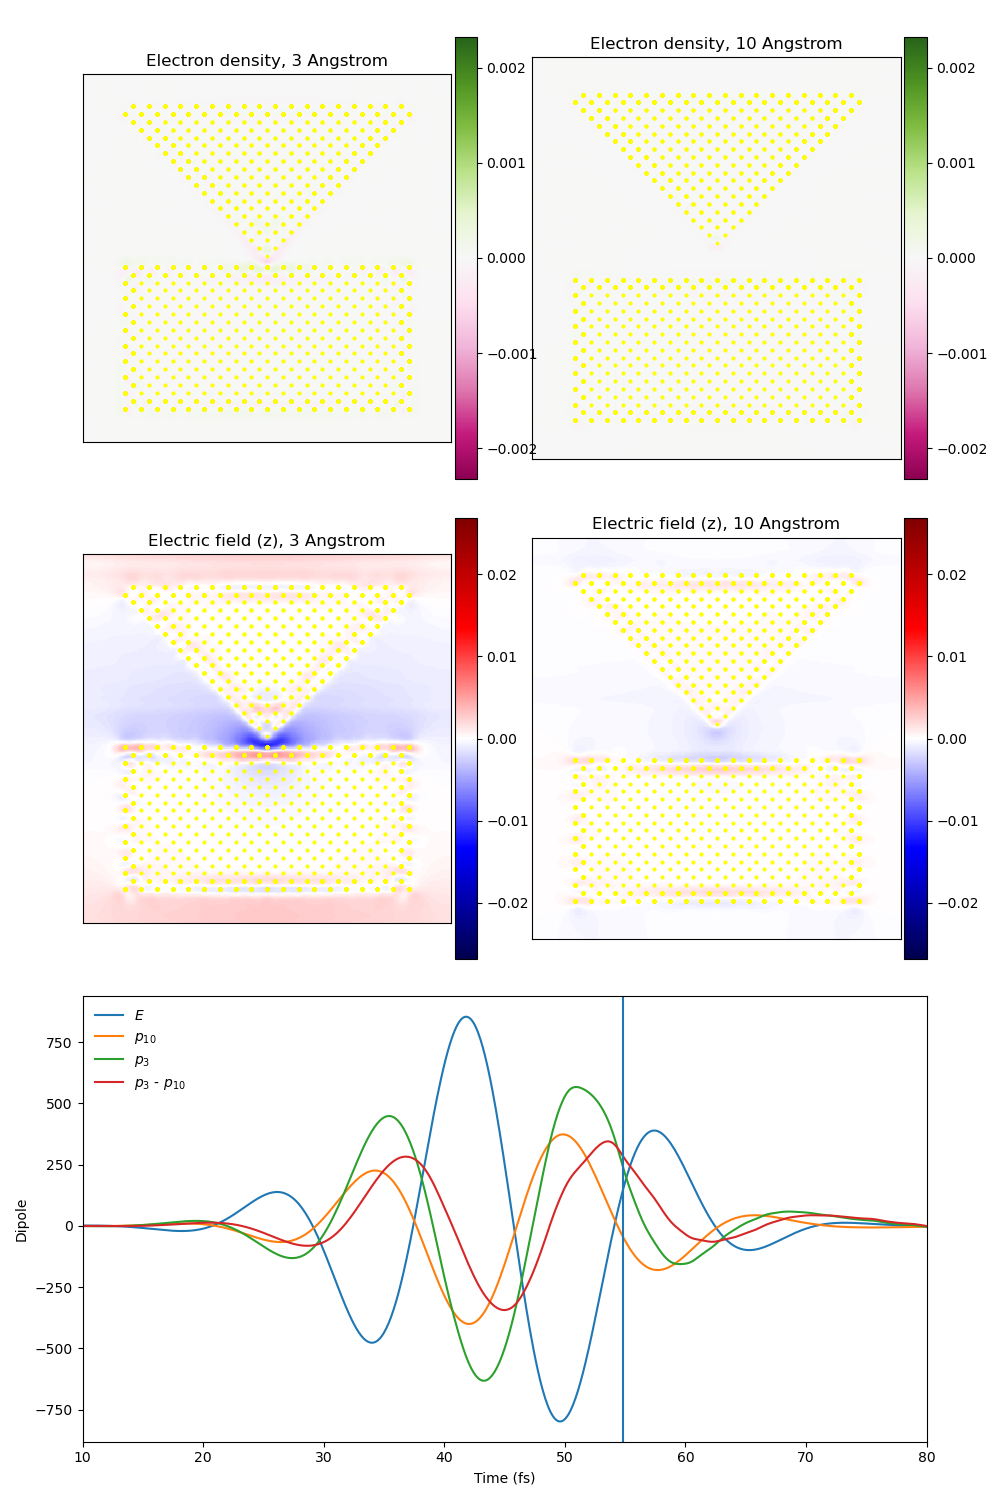 Electron density, 3 Angstrom
0.002
0.001
0.000
−0.001
−0.002
Electron density, 10 Angstrom
0.002
0.001
0.000
−0.001
−0.002
Electric field (z), 3 Angstrom
0.02
0.01
0.00
−0.01
−0.02
Electric field (z), 10 Angstrom
0.02
0.01
0.00
−0.01
−0.02
E
p10
p3
p3 - p10
750
500
250
0
−250
−500
−750
Dipole
10 20 30 40 50 60 70 80
Time (fs)